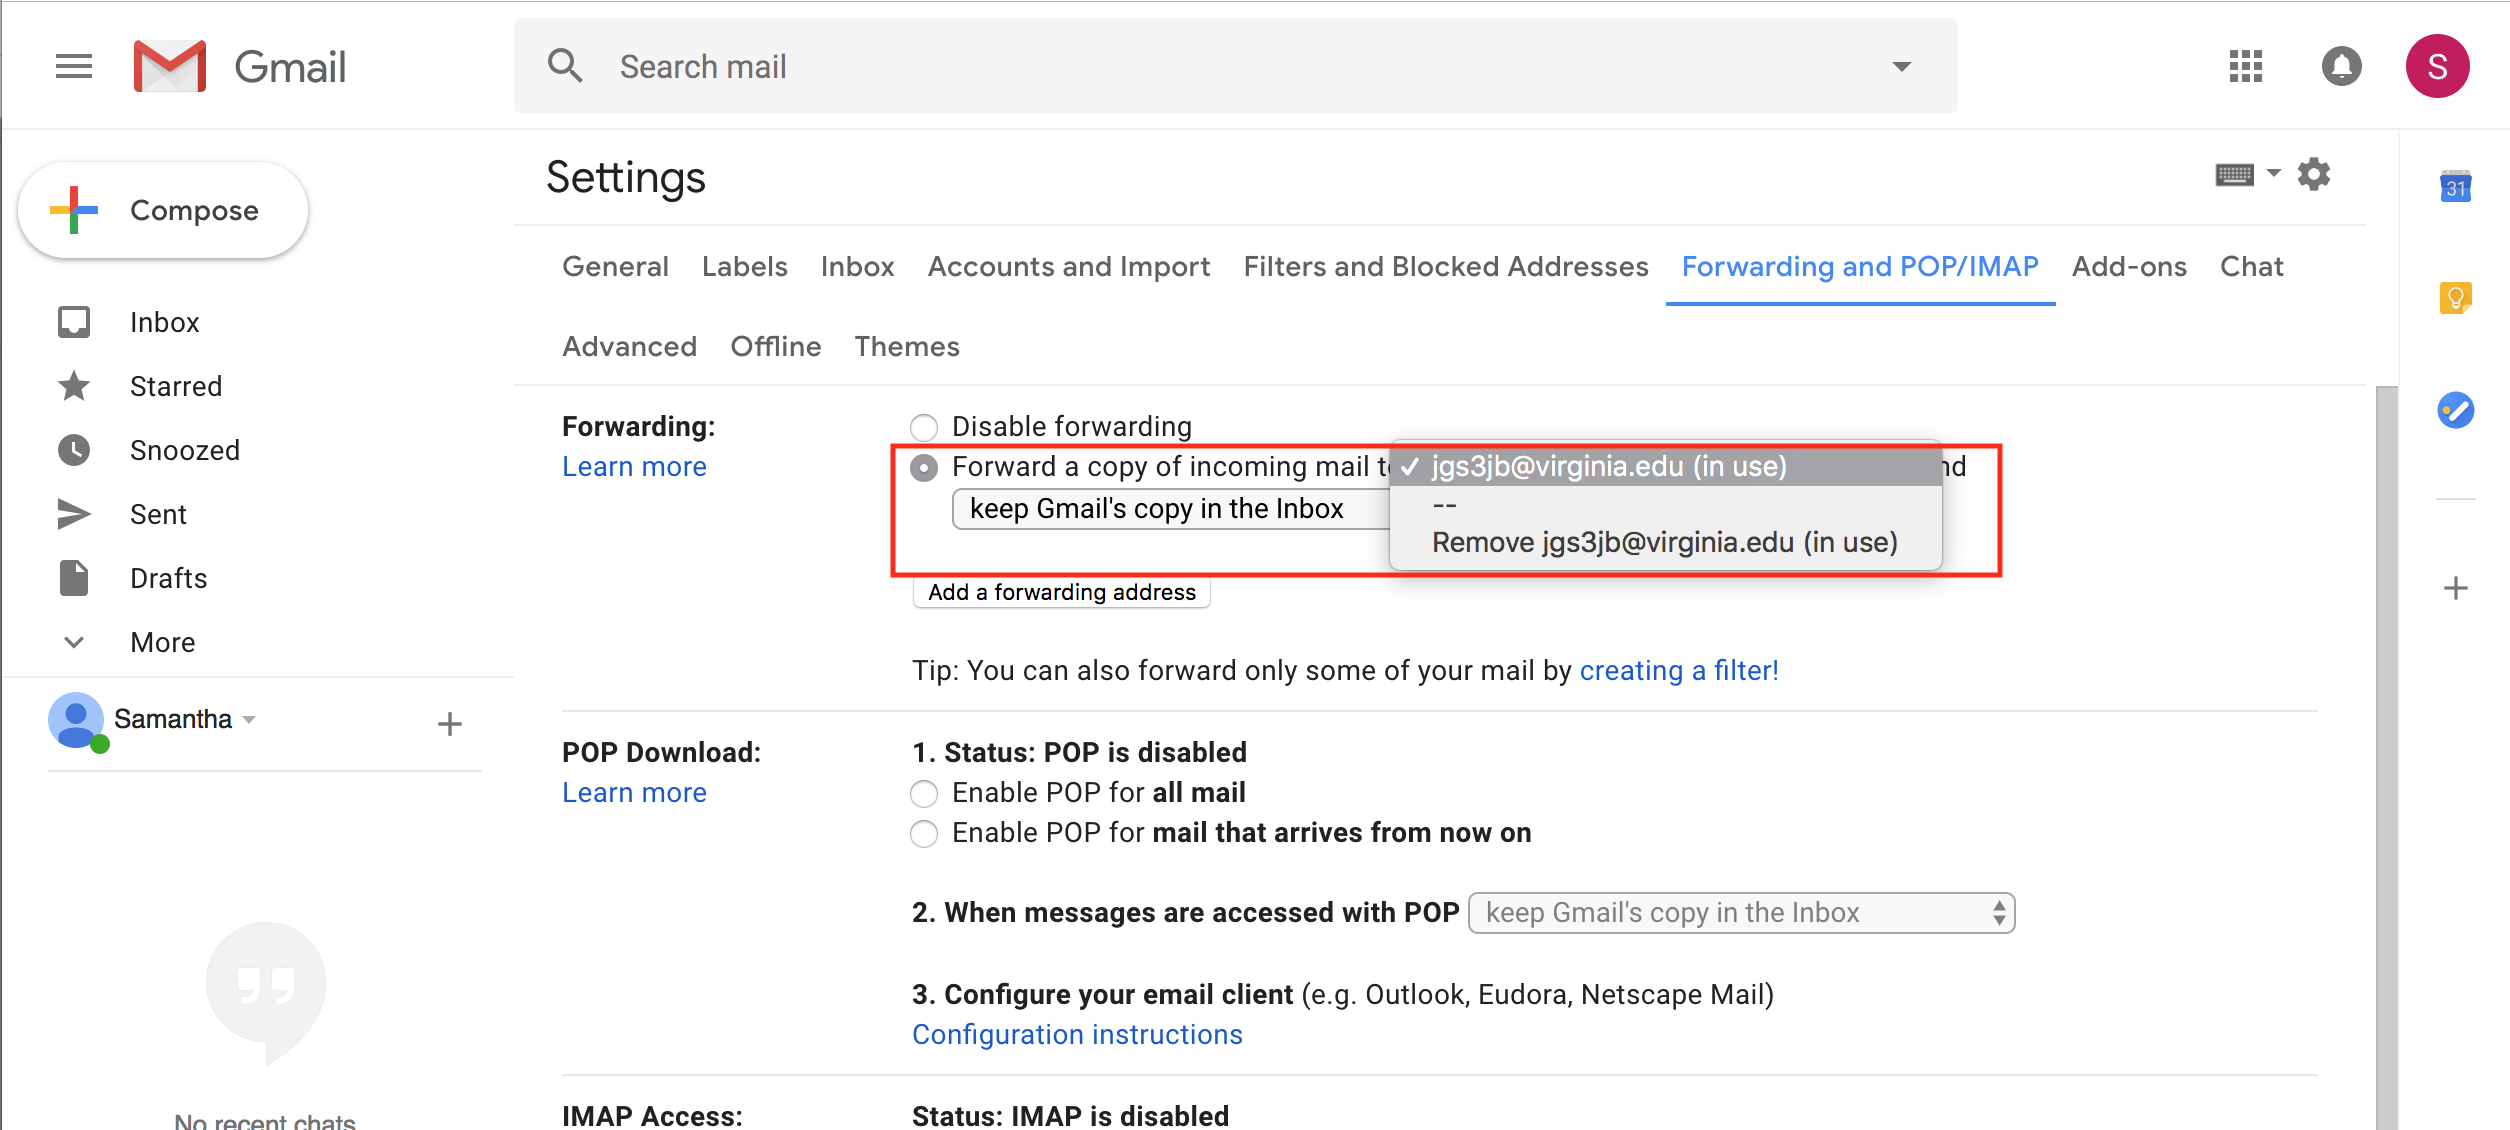 Gmail
Search mail
S
Compose
Inbox
Starred
Snoozed
Sent
Drafts
More
Samantha
No recent chats
Settings
General Labels Inbox Accounts and Import Filters and Blocked Addresses Forwarding and POP/IMAP Add-ons Chat
Advanced Offline Themes
Forwarding:
Learn more
Disable forwarding
Forward a copy of incoming mail
jgs3jb@virginia.edu (in use)
--
Remove jgs3jb@virginia.edu (in use)
keep Gmail's copy in the Inbox
Add a forwarding address
Tip: You can also forward only some of your mail by creating a filter!
POP Download:
Learn more
1. Status: POP is disabled
Enable POP for all mail
Enable POP for mail that arrives from now on
2. When messages are accessed with POP keep Gmail's copy in the Inbox
3. Configure your email client (e.g. Outlook, Eudora, Netscape Mail)
Configuration instructions
IMAP Access:
Status: IMAP is disabled
31